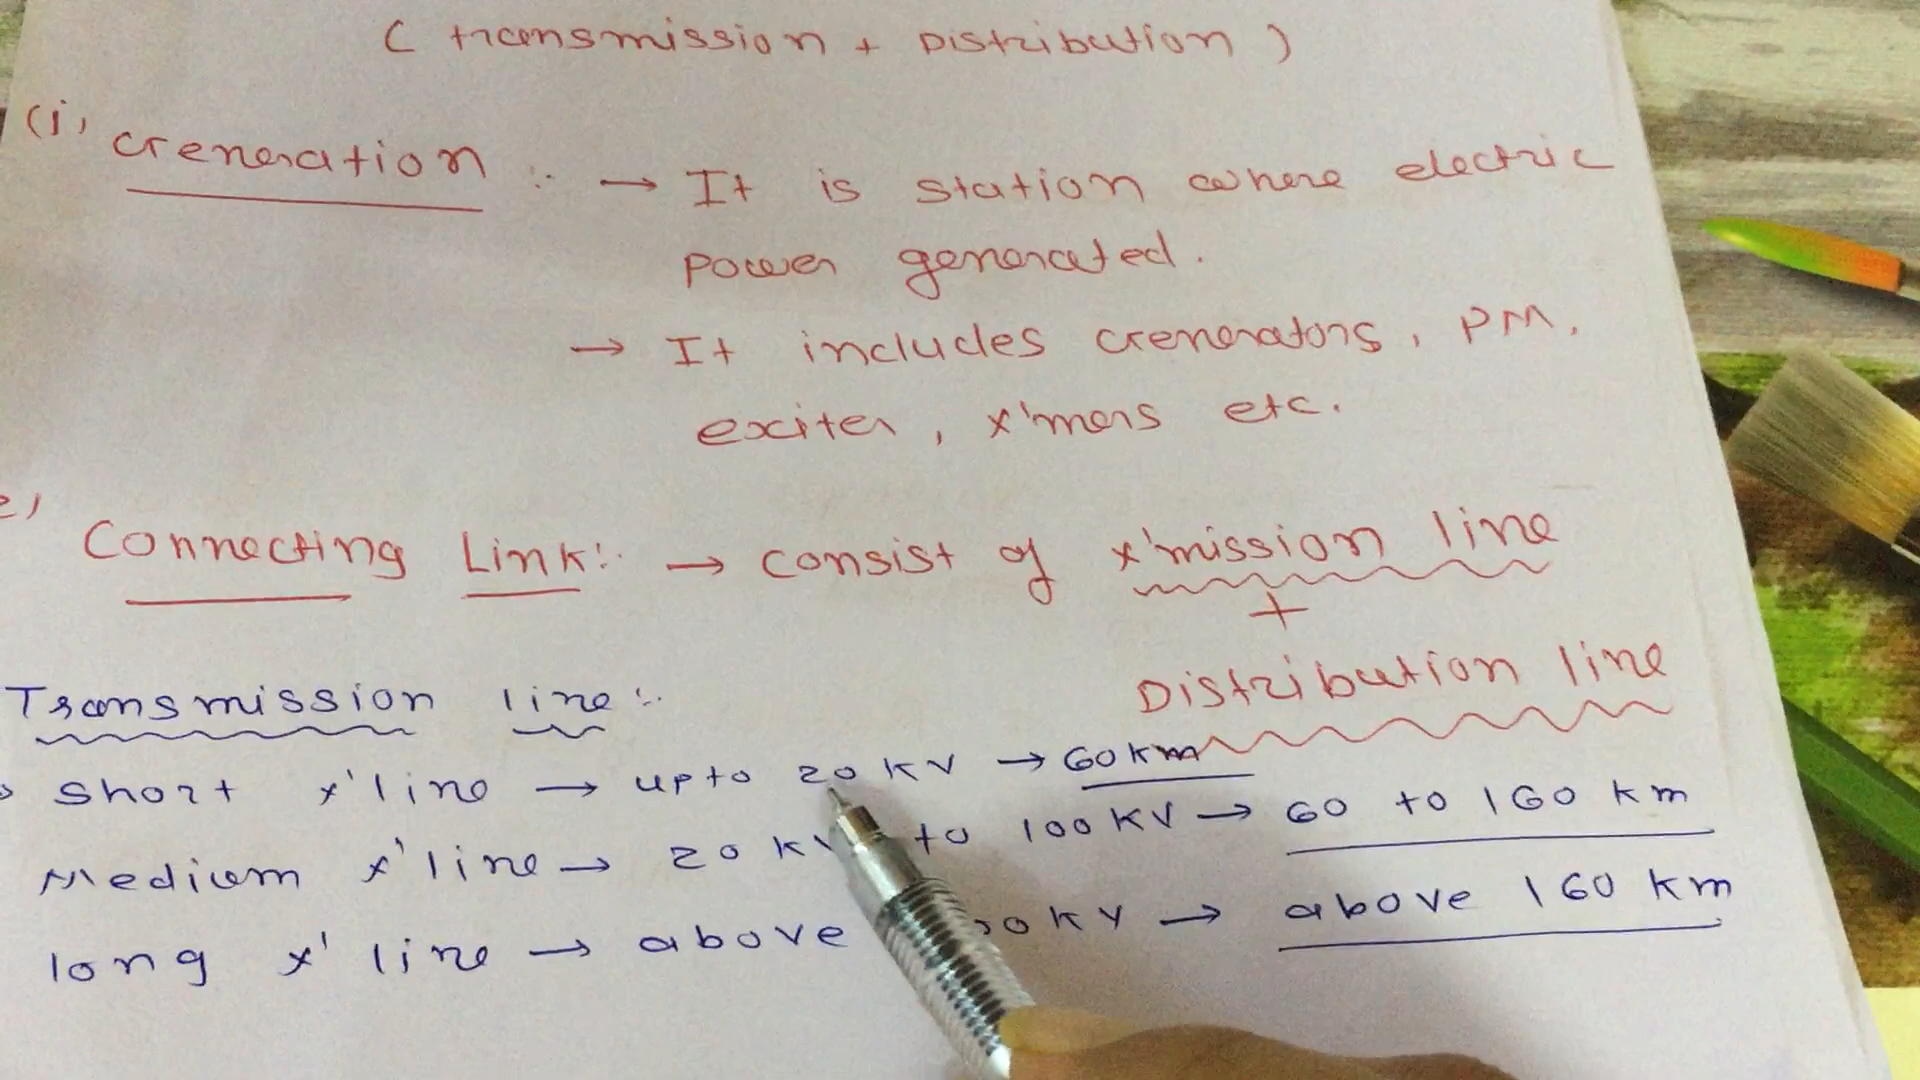 ( transmission + Distribution )
(i) Generation :- → It is station where electric
power generated.
→ It includes Generators, PM,
exciter, x'mers etc.
Connecting Link:- → consist of x'mission line
+
Distribution line
Transmission line :-
short x'line → upto 20 KV → 60 km
Medium x'line → 20 KV to 100 KV → 60 to 160 km
long x' line → above KV → above 160 km